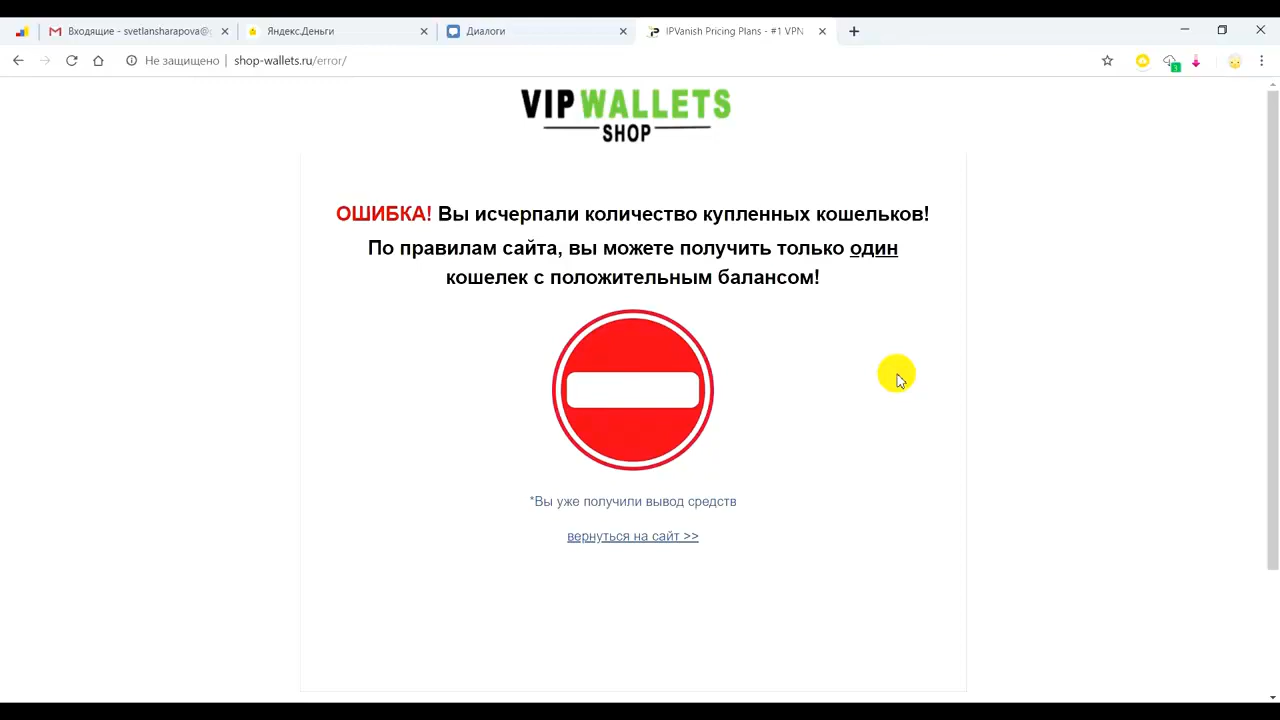 Входящие - svetlansharapova@g
Яндекс.Деньги
Диалоги
IPVanish Pricing Plans - #1 VPN
Не защищено
shop-wallets.ru/error/
3
VIP WALLETS
SHOP
ОШИБКА! Вы исчерпали количество купленных кошельков!
По правилам сайта, вы можете получить только один
кошелек с положительным балансом!
*Вы уже получили вывод средств
вернуться на сайт >>